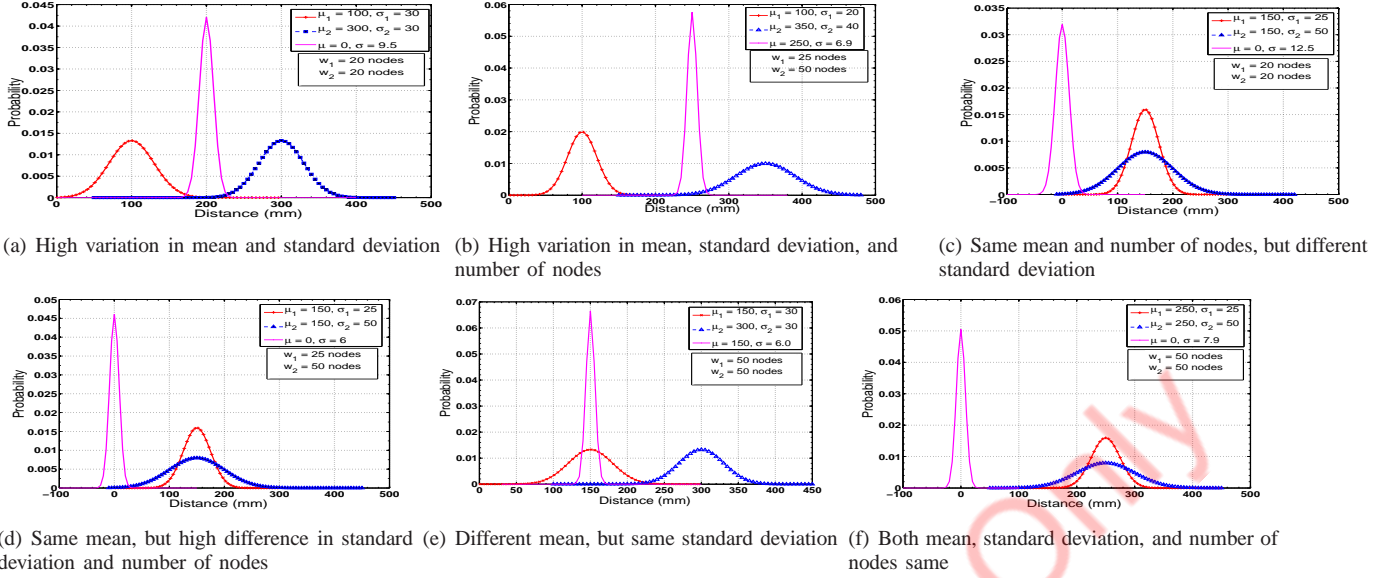 0.045
0.04
0.035
0.03
0.025
0.02
0.015
0.01
0.005
0
Probability
100 200 300 400 500
Distance (mm)
μ1 = 100, σ1 = 30
μ2 = 300, σ2 = 30
μ = 0, σ = 9.5
w1 = 20 nodes
w2 = 20 nodes
(a) High variation in mean and standard deviation
0.06
0.05
0.04
0.03
0.02
0.01
0
Probability
0 100 200 300 400 500
Distance (mm)
μ1 = 100, σ1 = 20
μ2 = 350, σ2 = 40
μ = 250, σ = 6.9
w1 = 25 nodes
w2 = 50 nodes
(b) High variation in mean, standard deviation, and
number of nodes
0.035
0.03
0.025
0.02
0.015
0.01
0.005
0
Probability
−100 0 100 200 300 400 500
Distance (mm)
μ1 = 150, σ1 = 25
μ2 = 150, σ2 = 50
μ = 0, σ = 12.5
w1 = 20 nodes
w2 = 20 nodes
(c) Same mean and number of nodes, but different
standard deviation
0.05
0.045
0.04
0.035
0.03
0.025
0.02
0.015
0.01
0.005
0
Probability
−100 0 100 200 300 400 500
Distance (mm)
μ1 = 150, σ1 = 25
μ2 = 150, σ2 = 50
μ = 0, σ = 6
w1 = 25 nodes
w2 = 50 nodes
(d) Same mean, but high difference in standard
deviation and number of nodes
0.07
0.06
0.05
0.04
0.03
0.02
0.01
0
Probability
0 50 100 150 200 250 300 350 400 450
Distance (mm)
μ1 = 150, σ1 = 30
μ2 = 300, σ2 = 30
μ = 150, σ = 6.0
w1 = 50 nodes
w2 = 50 nodes
(e) Different mean, but same standard deviation
0.06
0.05
0.04
0.03
0.02
0.01
0
Probability
−100 0 100 200 300 400 500
Distance (mm)
μ1 = 250, σ1 = 25
μ2 = 250, σ2 = 50
μ = 0, σ = 7.9
w1 = 50 nodes
w2 = 50 nodes
(f) Both mean, standard deviation, and number of
nodes same
Only